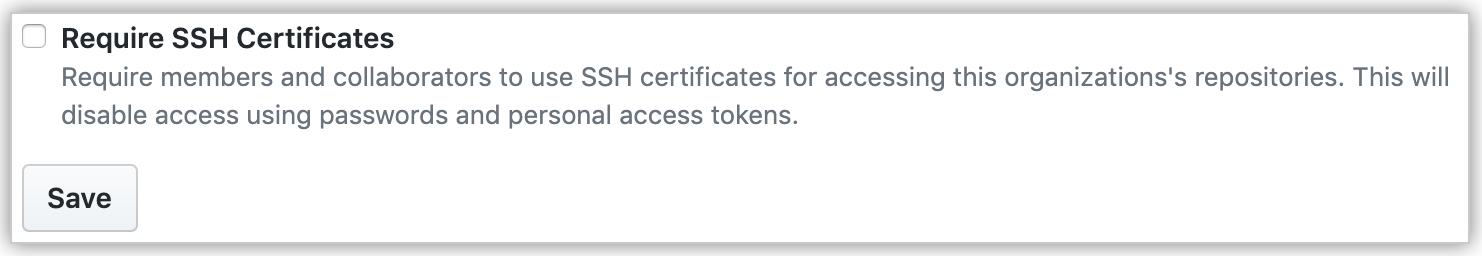 Require SSH Certificates
Require members and collaborators to use SSH certificates for accessing this organizations's repositories. This will
disable access using passwords and personal access tokens.
Save